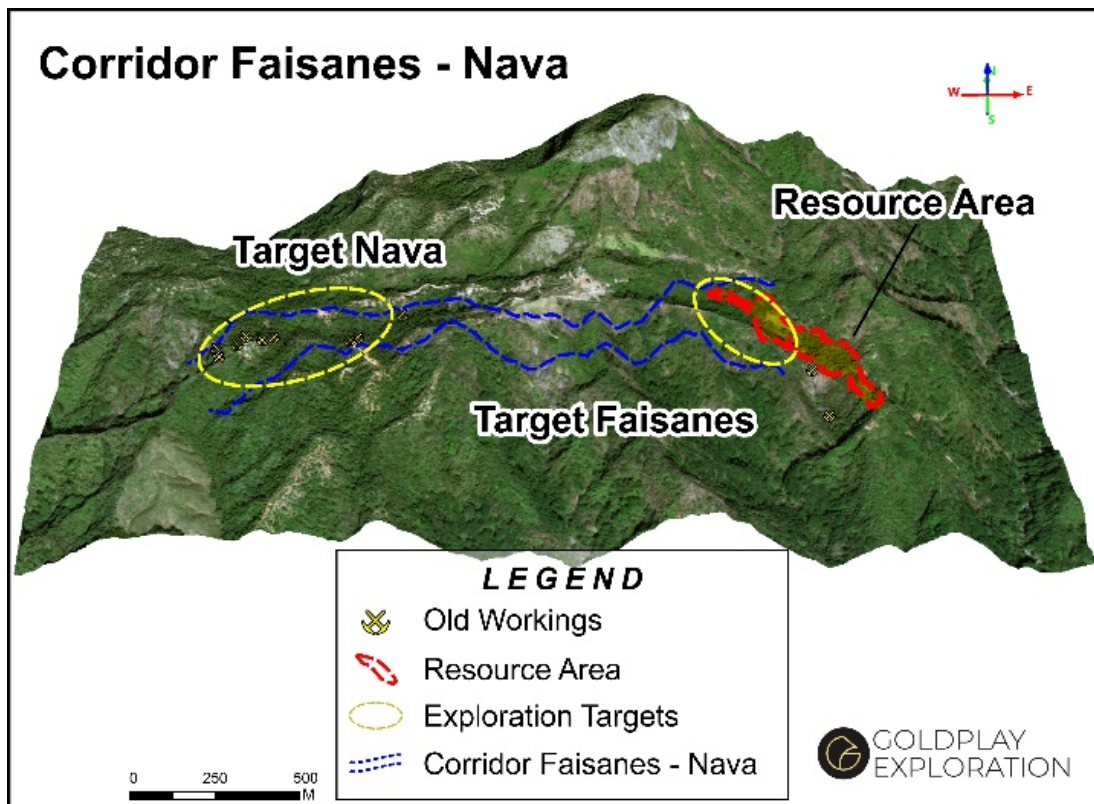 Corridor Faisanes - Nava
N
W E
S
Resource Area
Target Nava
Target Faisanes
LEGEND
Old Workings
Resource Area
Exploration Targets
Corridor Faisanes - Nava
0 250 500
M
GOLDPLAY
EXPLORATION